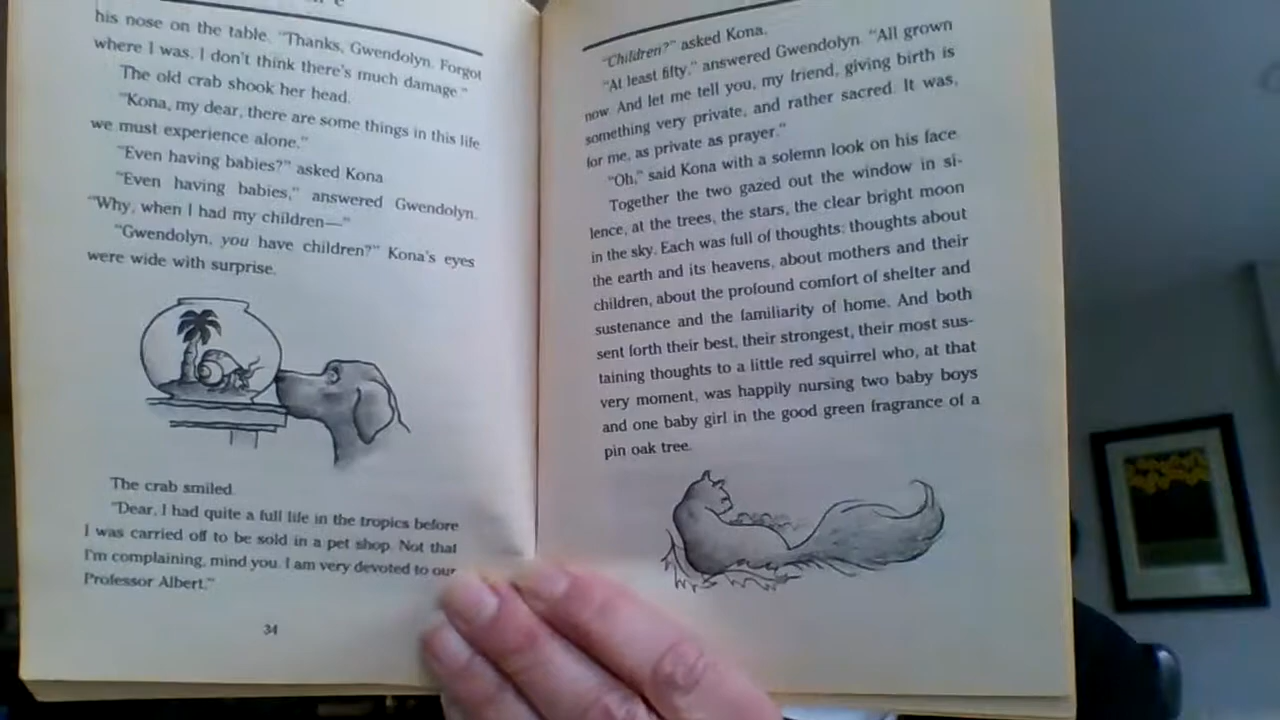 his nose on the table. "Thanks, Gwendolyn. Forgot
where I was. I don't think there's much damage."
The old crab shook her head.
"Kona, my dear, there are some things in this life
we must experience alone."
"Even having babies?" asked Kona
"Even having babies," answered Gwendolyn.
"Why, when I had my children—"
"Gwendolyn, you have children?" Kona's eyes
were wide with surprise.
The crab smiled.
"Dear, I had quite a full life in the tropics before
I was carried off to be sold in a pet shop. Not that
I'm complaining, mind you. I am very devoted to our
Professor Albert."
34
"Children?" asked Kona.
"At least fifty," answered Gwendolyn. "All grown
now. And let me tell you, my friend, giving birth is
something very private, and rather sacred. It was,
for me, as private as prayer."
"Oh," said Kona with a solemn look on his face
Together the two gazed out the window in si-
lence, at the trees, the stars, the clear bright moon
in the sky. Each was full of thoughts: thoughts about
the earth and its heavens, about mothers and their
children, about the profound comfort of shelter and
sustenance and the familiarity of home. And both
sent forth their best, their strongest, their most sus-
taining thoughts to a little red squirrel who, at that
very moment, was happily nursing two baby boys
and one baby girl in the good green fragrance of a
pin oak tree.